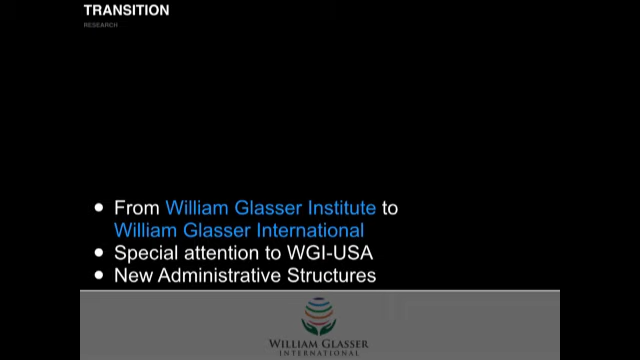 TRANSITION
RESEARCH
● From William Glasser Institute to
William Glasser International
● Special attention to WGI-USA
● New Administrative Structures
WILLIAM GLASSER
INTERNATIONAL